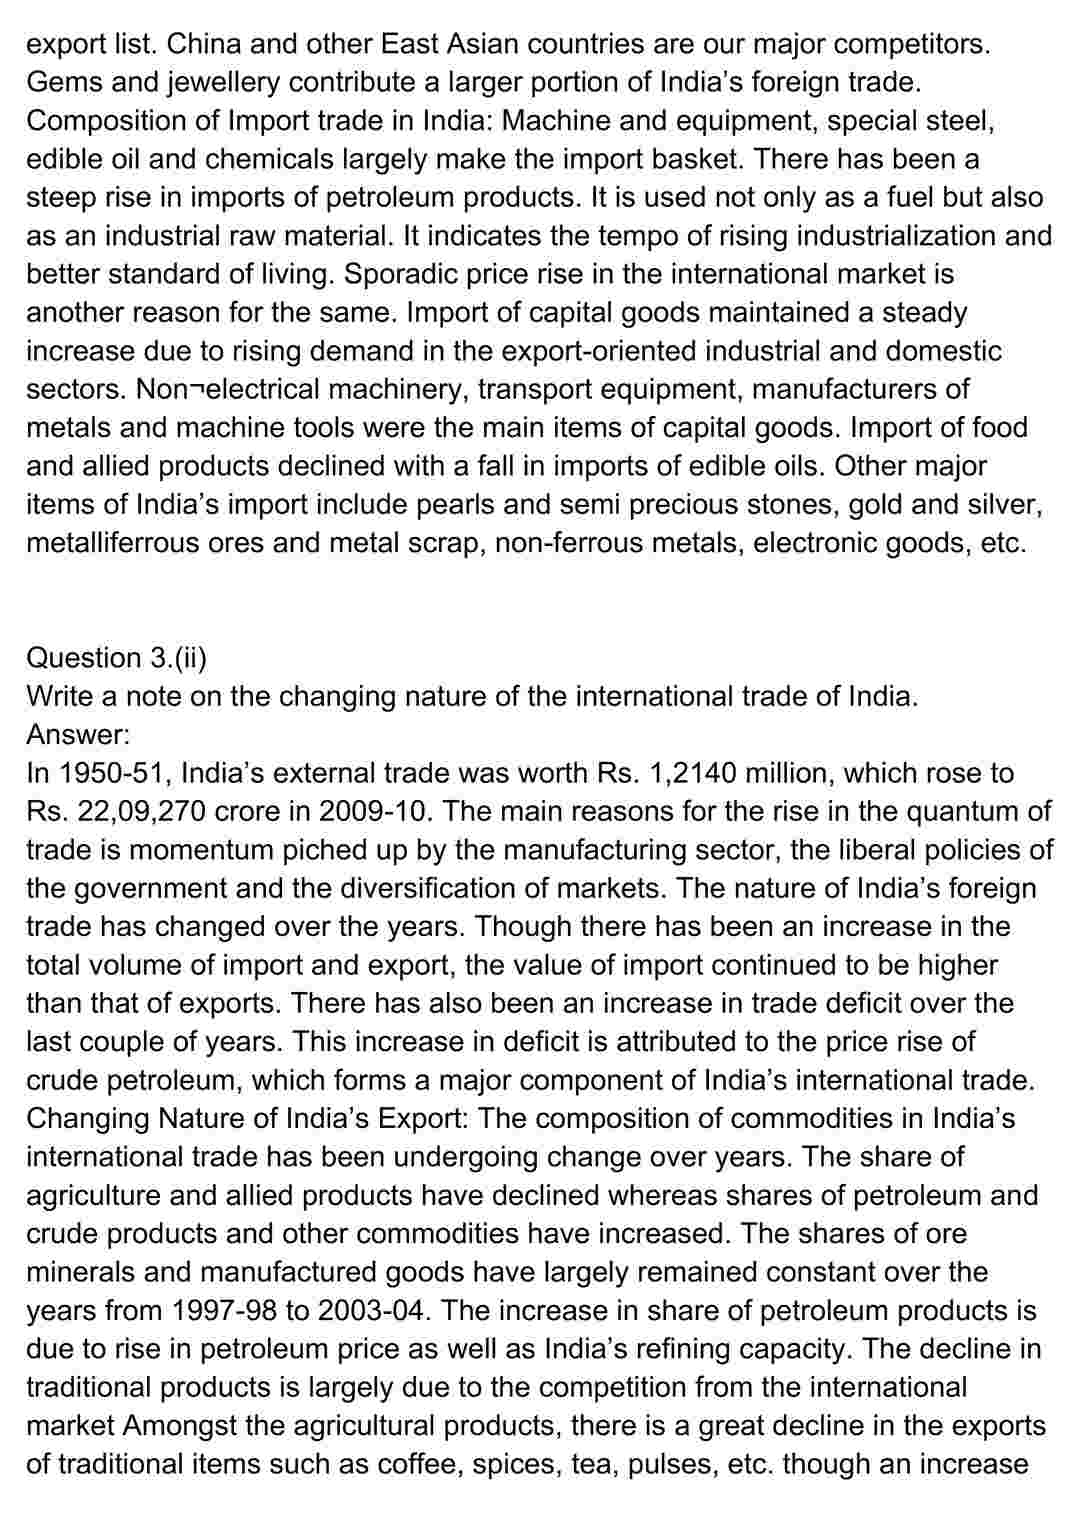 export list. China and other East Asian countries are our major competitors.
Gems and jewellery contribute a larger portion of India’s foreign trade.
Composition of Import trade in India: Machine and equipment, special steel,
edible oil and chemicals largely make the import basket. There has been a
steep rise in imports of petroleum products. It is used not only as a fuel but also
as an industrial raw material. It indicates the tempo of rising industrialization and
better standard of living. Sporadic price rise in the international market is
another reason for the same. Import of capital goods maintained a steady
increase due to rising demand in the export-oriented industrial and domestic
sectors. Non¬electrical machinery, transport equipment, manufacturers of
metals and machine tools were the main items of capital goods. Import of food
and allied products declined with a fall in imports of edible oils. Other major
items of India’s import include pearls and semi precious stones, gold and silver,
metalliferrous ores and metal scrap, non-ferrous metals, electronic goods, etc.
Question 3.(ii)
Write a note on the changing nature of the international trade of India.
Answer:
In 1950-51, India’s external trade was worth Rs. 1,2140 million, which rose to
Rs. 22,09,270 crore in 2009-10. The main reasons for the rise in the quantum of
trade is momentum piched up by the manufacturing sector, the liberal policies of
the government and the diversification of markets. The nature of India’s foreign
trade has changed over the years. Though there has been an increase in the
total volume of import and export, the value of import continued to be higher
than that of exports. There has also been an increase in trade deficit over the
last couple of years. This increase in deficit is attributed to the price rise of
crude petroleum, which forms a major component of India’s international trade.
Changing Nature of India’s Export: The composition of commodities in India’s
international trade has been undergoing change over years. The share of
agriculture and allied products have declined whereas shares of petroleum and
crude products and other commodities have increased. The shares of ore
minerals and manufactured goods have largely remained constant over the
years from 1997-98 to 2003-04. The increase in share of petroleum products is
due to rise in petroleum price as well as India’s refining capacity. The decline in
traditional products is largely due to the competition from the international
market Amongst the agricultural products, there is a great decline in the exports
of traditional items such as coffee, spices, tea, pulses, etc. though an increase